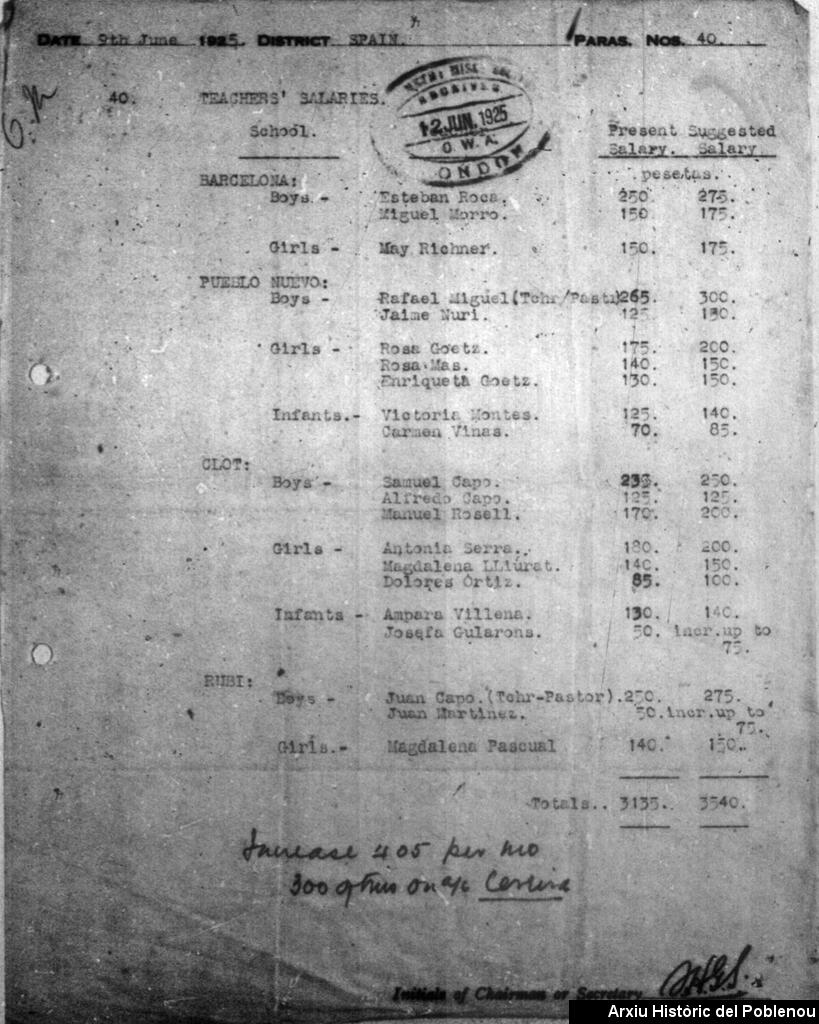 DATE 9th June 1925. DISTRICT SPAIN. PARAS. NOS. 40.
RECEIVED
12 JUN. 1925
O. W. A.
LONDON
40. TEACHERS' SALARIES.
School. Present Suggested
Salary. Salary.
pesetas.
BARCELONA:
Boys - Esteban Roca. 250. 275.
Miguel Morro. 150. 175.
Girls - May Richner. 150. 175.
PUEBLO NUEVO:
Boys - Rafael Miguel(Tchr/Pastr)265. 300.
Jaime Nuri. 125. 130.
Girls - Rosa Goetz. 175. 200.
Rosa Mas. 140. 150.
Enriqueta Goetz. 130. 150.
Infants.- Victoria Montes. 125. 140.
Carmen Vinas. 70. 85.
CLOT:
Boys - Samuel Capo. 250.
Alfredo Capo. 125. 125.
Manuel Rosell. 170. 200.
Girls - Antonia Serra. 180. 200.
Magdalena LLiurat. 140. 150.
Dolores Ortiz. 85. 100.
Infants - Ampara Villena. 130. 140.
Josefa Gularons. 50. incr.up to
75.
RUBI:
Boys - Juan Capo.(Tchr-Pastor).250. 275.
Juan Martinez. 50.incr.up to
75.
Girls.- Magdalena Pascual 140. 150.
Totals.. 3135. 3540.
Increase 405 per mo
300 of this on a/c
Initials of Chairman or Secretary
Arxiu Històric del Poblenou